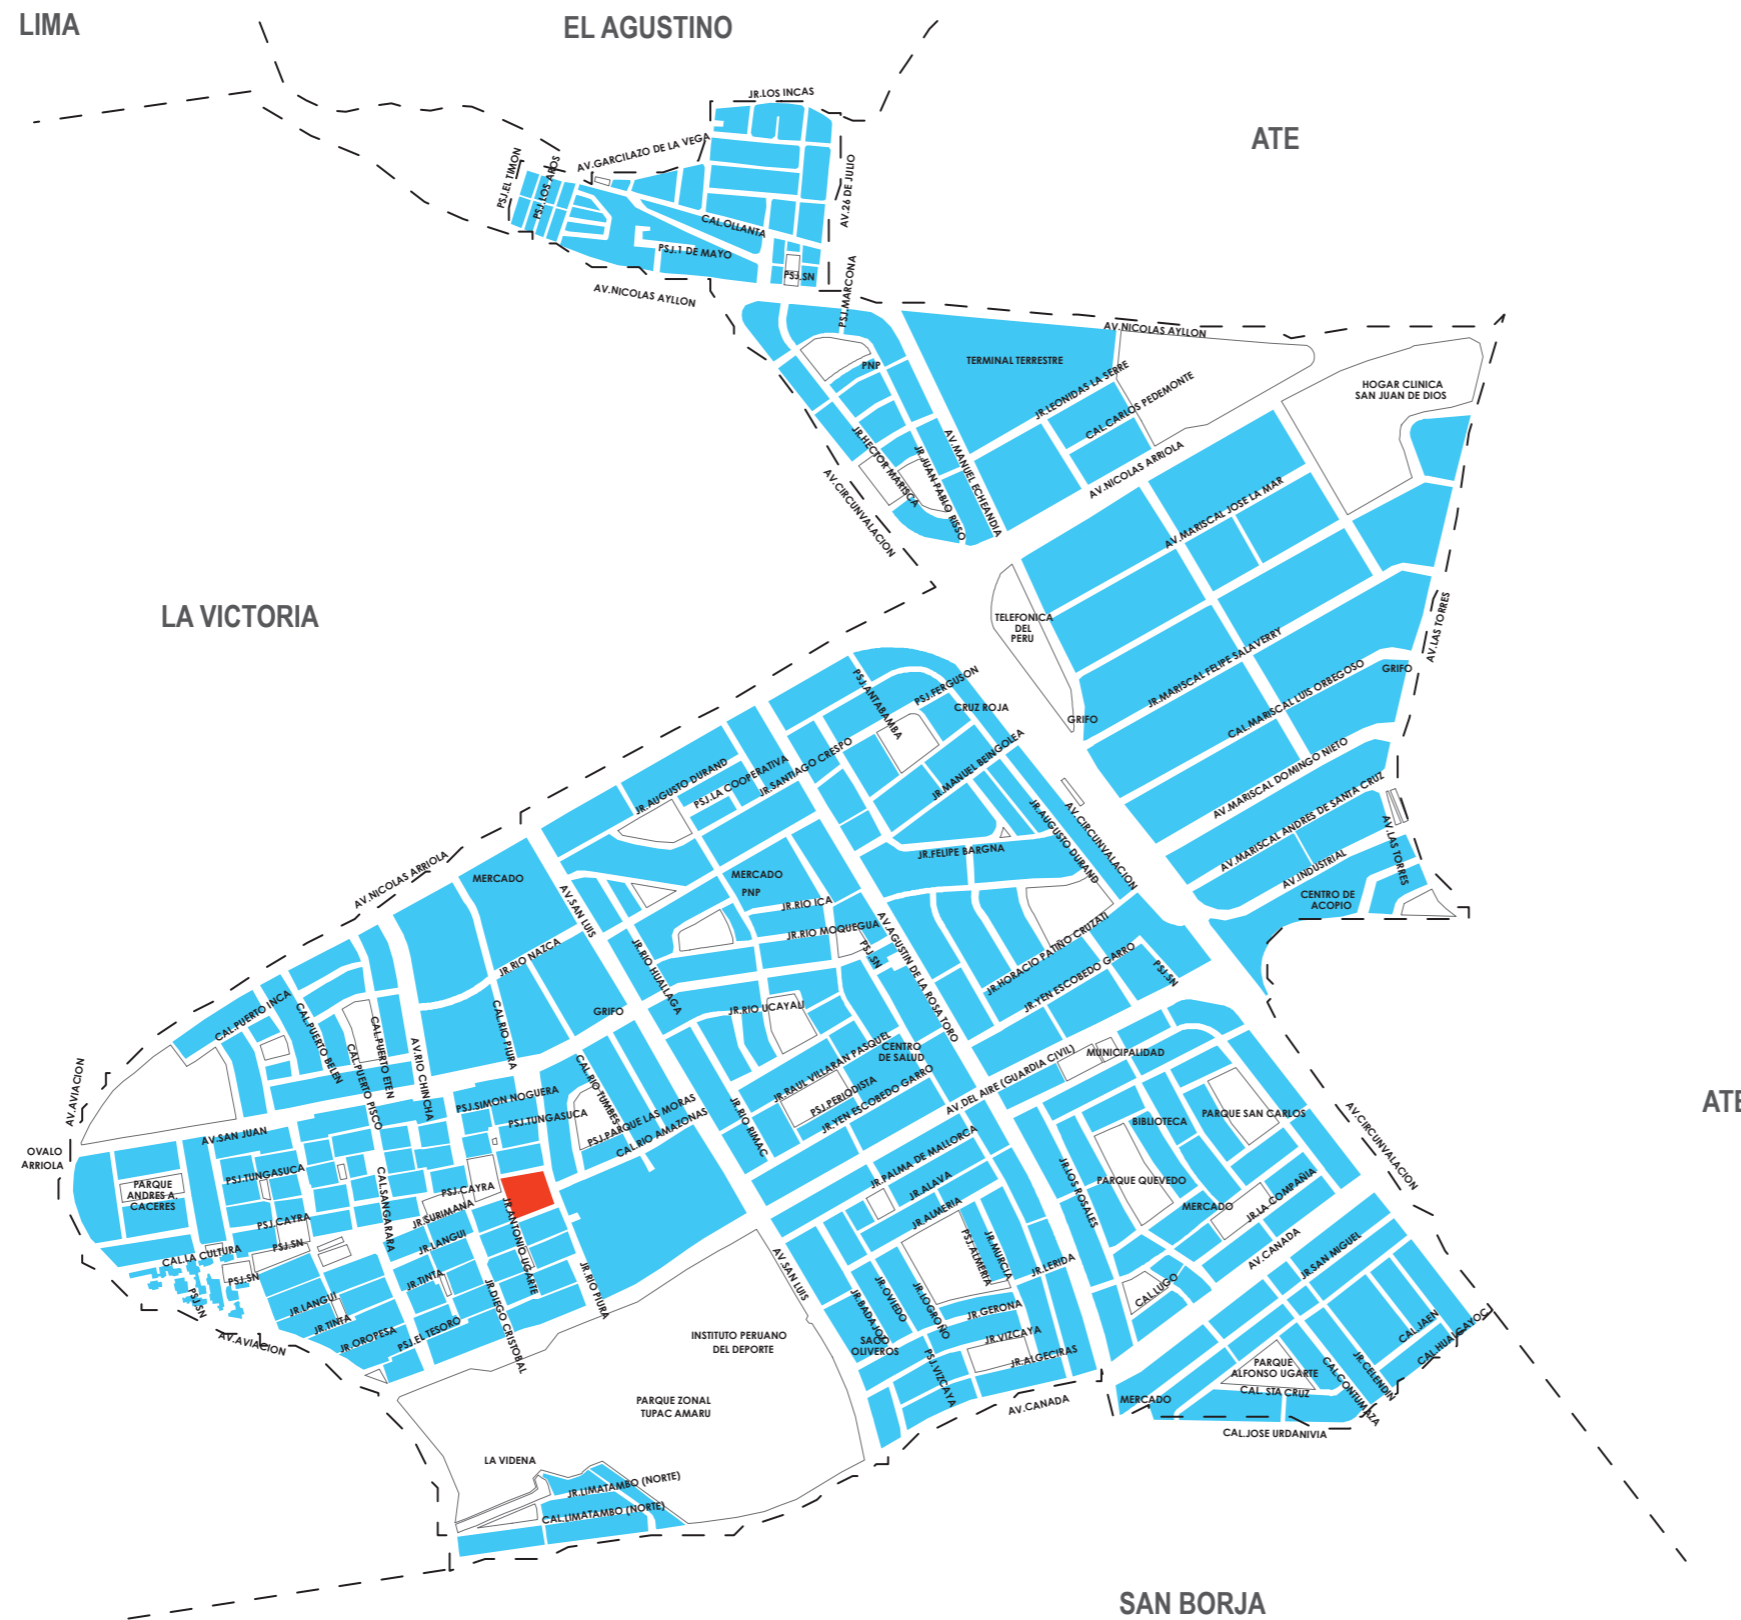 LIMA
EL AGUSTINO
JR.LOS INCAS
ATE
AV.GARCILAZO DE LA VEGA
PSJ.EL TIMON
PSJ.LOS AROS
AV.26 DE JULIO
CAL.OLLANTA
PSJ.1 DE MAYO
PSJ.SN
AV.NICOLAS AYLLON
PSJ.MARCONA
AV.NICOLAS AYLLON
TERMINAL TERRESTRE
PNP
JR.LEONIDAS LA SERRE
CAL.CARLOS PEDEMONTE
HOGAR CLINICA
SAN JUAN DE DIOS
JR.HECTOR MARISCA
JR.JUAN PABLO RISSO
AV.MANUEL ECHEANDIA
AV.NICOLAS ARRIOLA
AV.CIRCUNVALACION
AV.MARISCAL JOSE LA MAR
LA VICTORIA
TELEFONICA
DEL
PERU
AV.LAS TORRES
JR.MARISCAL FELIPE SALAVERRY
CAL.MARISCAL LUIS ORBEGOSO
GRIFO
PSJ.ANTABAMBA
PSJ.FERGUSON
CRUZ ROJA
GRIFO
JR.AUGUSTO DURAND
PSJ.LA COOPERATIVA
JR.SANTIAGO CRESPO
JR.MANUEL BEINGOLEA
AV.MARISCAL DOMINGO NIETO
AV.MARISCAL ANDRES DE SANTA CRUZ
JR.AUGUSTO DURAND
AV.CIRCUNVALACION
AV.LAS TORRES
JR.FELIPE BARGNA
AV.INDUSTRIAL
CENTRO DE
ACOPIO
AV.NICOLAS ARRIOLA
MERCADO
AV.SAN LUIS
MERCADO
PNP
JR.RIO ICA
JR.RIO MOQUEGUA
PSJ.SN
AV.AGUSTIN DE LA ROSA TORO
JR.HORACIO PATIÑO CRUZATI
JR.YEN ESCOBEDO GARRO
PSJ.SN
JR.RIO NAZCA
JR.RIO HUALLAGA
GRIFO
JR.RIO UCAYALI
CAL.PUERTO INCA
CAL.PUERTO BELEN
CAL.PUERTO PISCO
CAL.PUERTO ETEN
AV.RIO CHINCHA
CAL.RIO PIURA
CENTRO
DE SALUD
MUNICIPALIDAD
AV.DEL AIRE (GUARDIA CIVIL)
JR.RAUL VILLARAN PASQUEL
PSJ.PERIODISTA
JR.YEN ESCOBEDO GARRO
AV.AVIACION
PSJ.SIMON NOGUERA
PSJ.TUNGASUCA
CAL.RIO TUMBES
PSJ.PARQUE LAS MORAS
CAL.RIO AMAZONAS
JR.RIO RIMAC
BIBLIOTECA
PARQUE SAN CARLOS
AV.CIRCUNVALACION
AV.SAN JUAN
OVALO
ARRIOLA
PSJ.TUNGASUCA
PARQUE
ANDRES A.
CACERES
CAL.SANGARARA
PSJ.CAYRA
JR.SURIMANA
JR.LANGUI
JR.ANTONIO UGARTE
PSJ.CAYRA
PSJ.SN
CAL.LA CULTURA
PSJ.SN
PSJ.SN
JR.PALMA DE MALLORCA
JR.ALAVA
JR.ALMERIA
JR.LOS ROSALES
PARQUE QUEVEDO
MERCADO
JR.LA COMPAÑIA
AV.CANADA
JR.SAN MIGUEL
PSJ.ALMERIA
JR.MURCIA
JR.LERIDA
CAL.LUGO
JR.TINTA
JR.DIEGO CRISTOBAL
JR.RIO PIURA
AV.SAN LUIS
JR.BADAJOZ
JR.OVIEDO
JR.LOGROÑO
JR.GERONA
JR.VIZCAYA
JR.ALGECIRAS
PSJ.VIZCAYA
SACO
OLIVEROS
JR.LANGUI
JR.TINTA
JR.OROPESA
PSJ.EL TESORO
AV.AVIACION
INSTITUTO PERUANO
DEL DEPORTE
PARQUE ZONAL
TUPAC AMARU
LA VIDENA
JR.LIMATAMBO (NORTE)
CAL.LIMATAMBO (NORTE)
AV.CANADA
MERCADO
PARQUE
ALFONSO UGARTE
CAL. STA CRUZ
CAL.JOSE URDANIVIA
CAL.CONTUMAZA
JR.CELENDIN
CAL.JAEN
CAL.HUALGAYOC
ATE
SAN BORJA